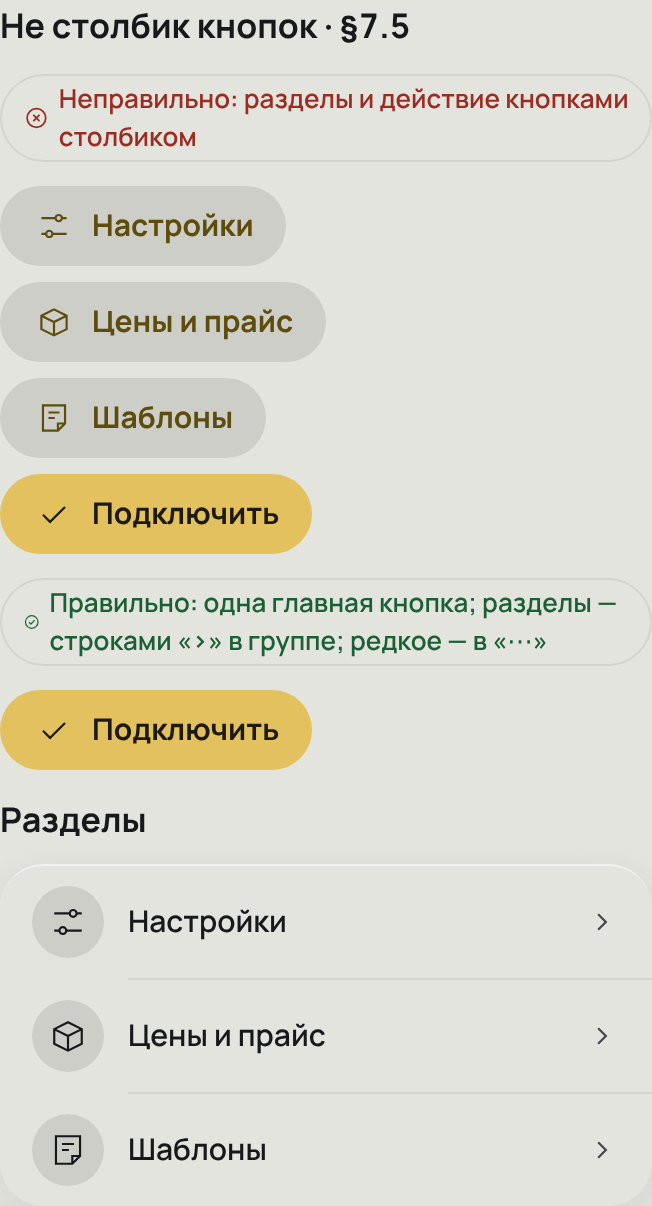 Не столбик кнопок · §7.5
Неправильно: разделы и действие кнопками
столбиком
Настройки
Цены и прайс
Шаблоны
Подключить
Правильно: одна главная кнопка; разделы —
строками «›» в группе; редкое — в «···»
Подключить
Разделы
Настройки
Цены и прайс
Шаблоны